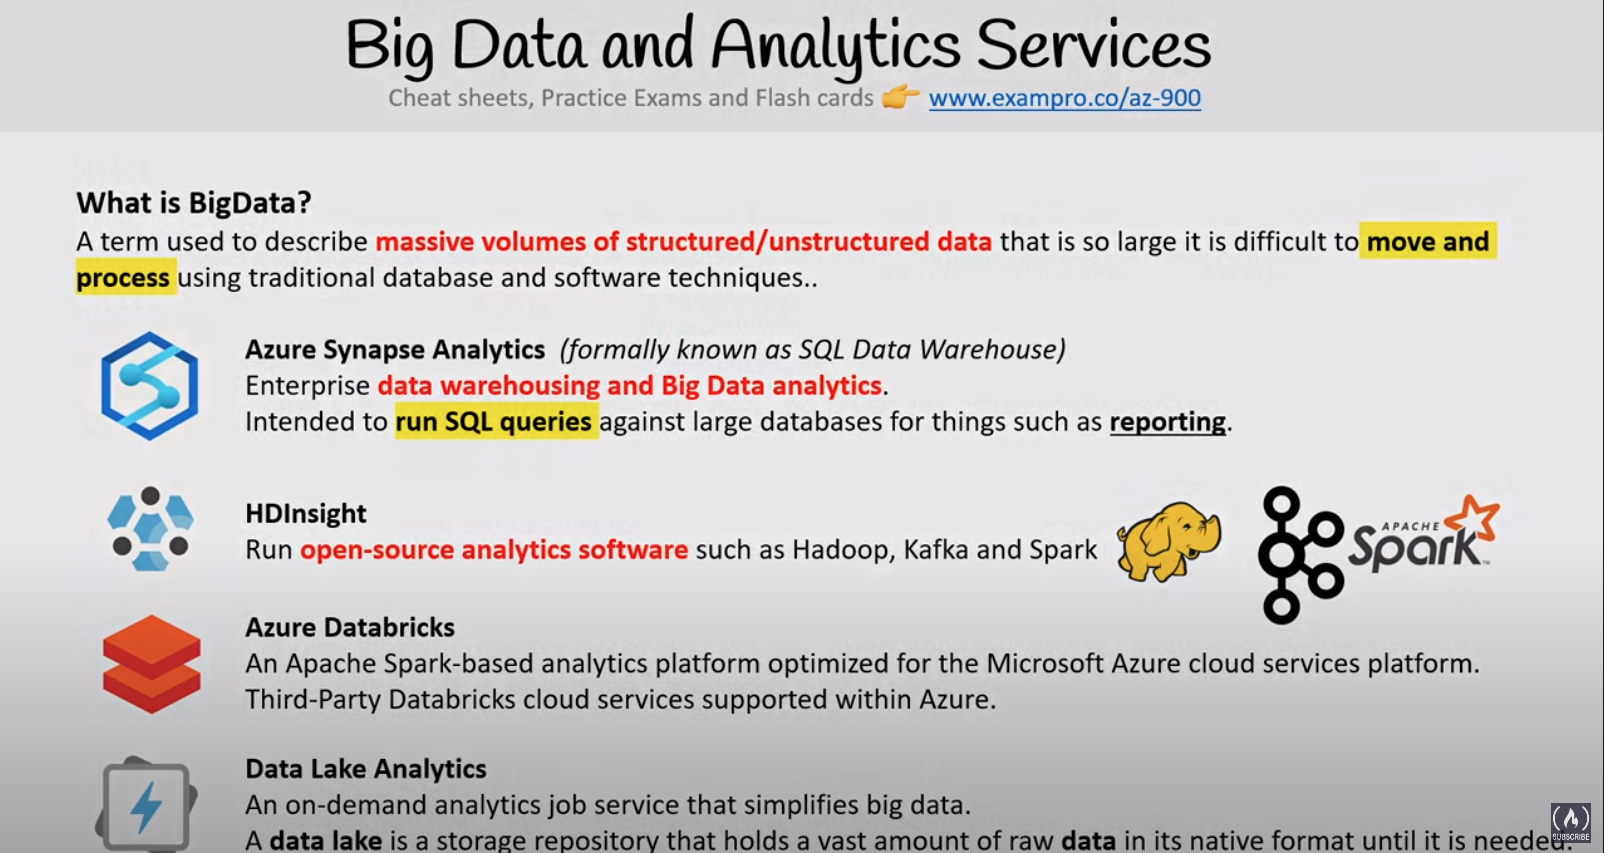 Big Data and Analytics Services
Cheat sheets, Practice Exams and Flash cards 👉 www.exampro.co/az-900
What is BigData?
A term used to describe massive volumes of structured/unstructured data that is so large it is difficult to move and
process using traditional database and software techniques..
Azure Synapse Analytics (formally known as SQL Data Warehouse)
Enterprise data warehousing and Big Data analytics.
Intended to run SQL queries against large databases for things such as reporting.
HDInsight
Run open-source analytics software such as Hadoop, Kafka and Spark
APACHE
Spark™
Azure Databricks
An Apache Spark-based analytics platform optimized for the Microsoft Azure cloud services platform.
Third-Party Databricks cloud services supported within Azure.
Data Lake Analytics
An on-demand analytics job service that simplifies big data.
A data lake is a storage repository that holds a vast amount of raw data in its native format until it is needed.
SUBSCRIBE